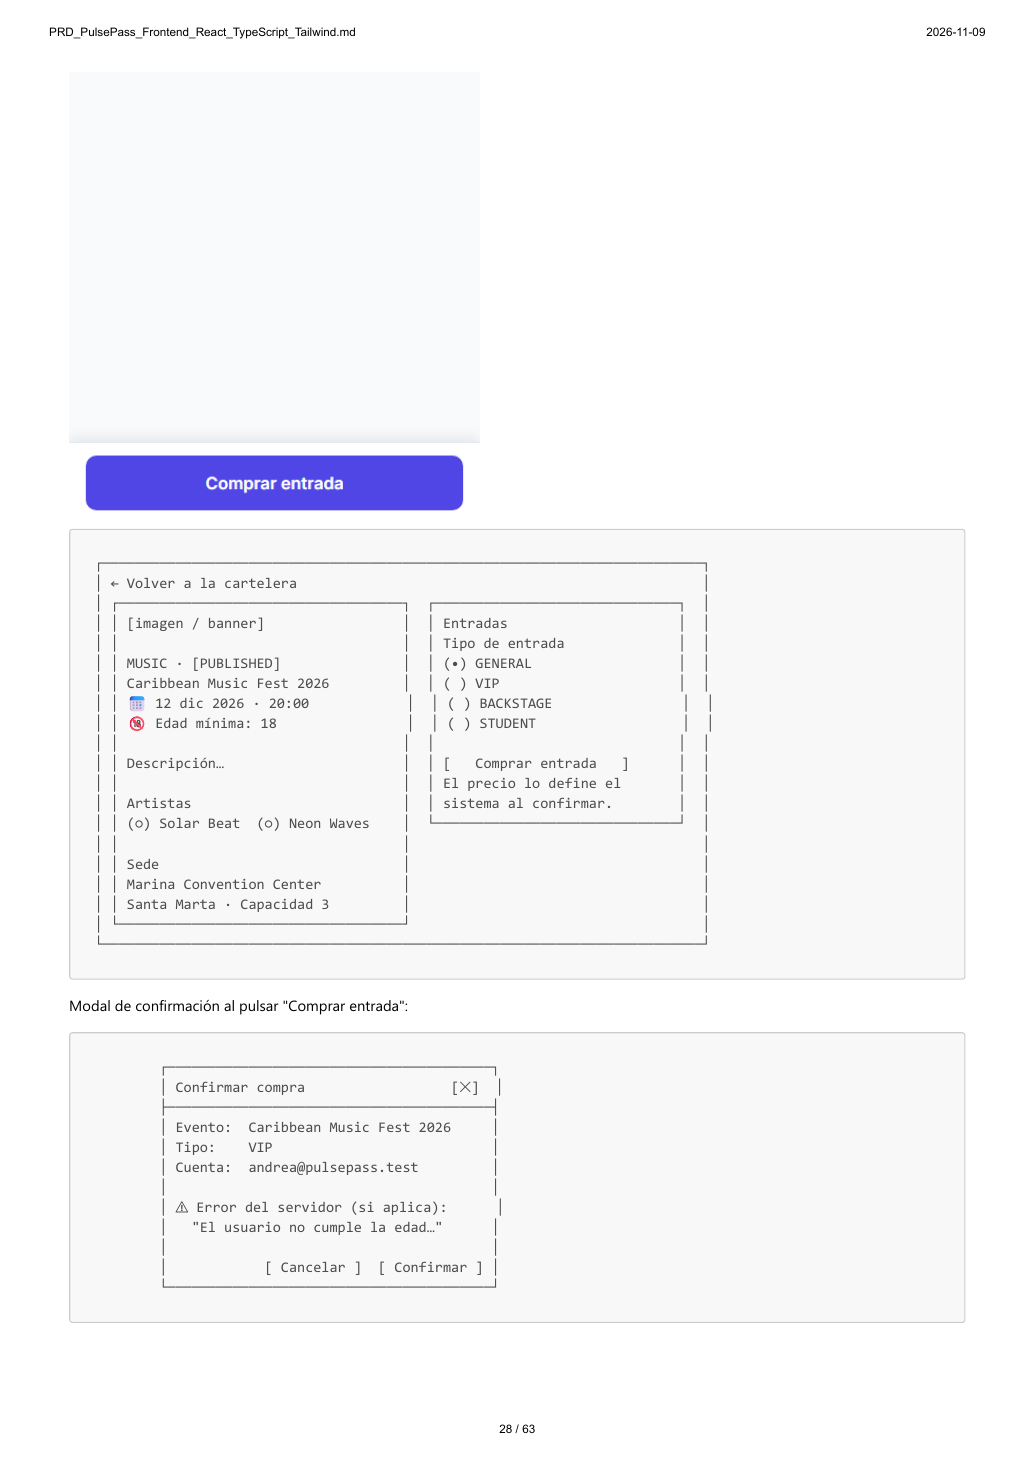 PRD_PulsePass_Frontend_React_TypeScript_Tailwind.md 2026-11-09
Comprar entrada
← Volver a la cartelera
[imagen / banner] Entradas
Tipo de entrada
MUSIC · [PUBLISHED] (•) GENERAL
Caribbean Music Fest 2026 ( ) VIP
📅 12 dic 2026 · 20:00 ( ) BACKSTAGE
🔞 Edad mínima: 18 ( ) STUDENT
Descripción… [ Comprar entrada ]
El precio lo define el
Artistas sistema al confirmar.
(○) Solar Beat (○) Neon Waves
Sede
Marina Convention Center
Santa Marta · Capacidad 3
Modal de confirmación al pulsar "Comprar entrada":
Confirmar compra [╳]
Evento: Caribbean Music Fest 2026
Tipo: VIP
Cuenta: andrea@pulsepass.test
⚠ Error del servidor (si aplica):
"El usuario no cumple la edad…"
[ Cancelar ] [ Confirmar ]
28 / 63